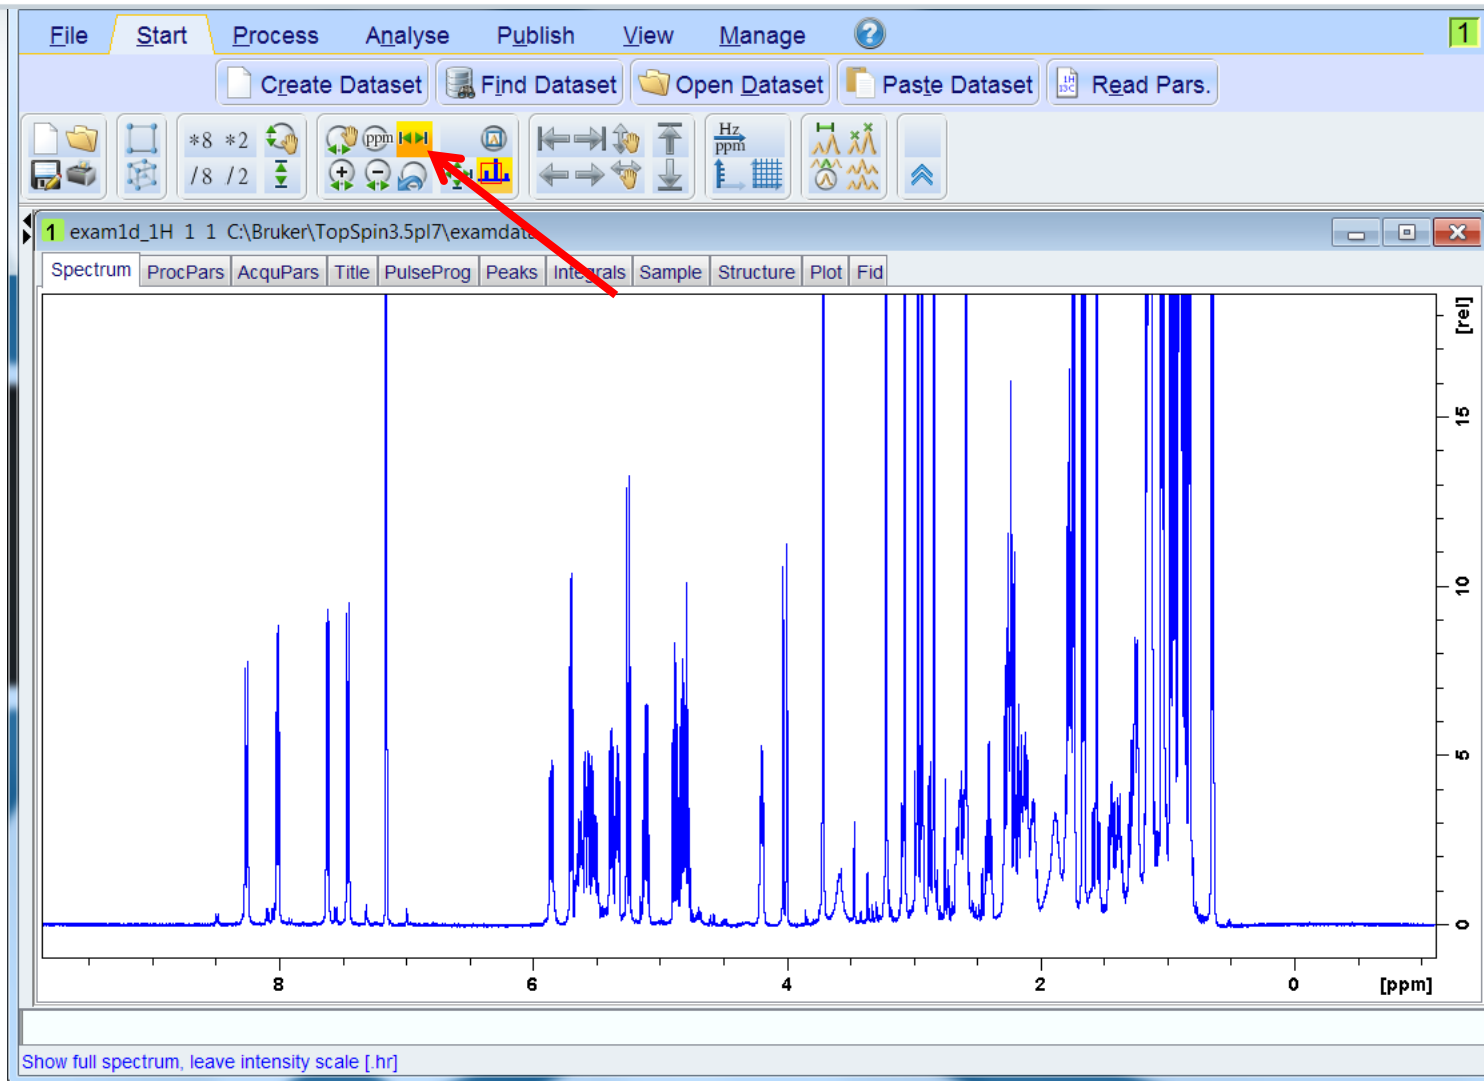 File Start Process Analyse Publish View Manage ? 1
Create Dataset Find Dataset Open Dataset Paste Dataset 1H 13C Read Pars.
*8 *2 ppm A Hz ppm
/8 /2
1 exam1d_1H 1 1 C:\Bruker\TopSpin3.5pl7\examdat
Spectrum ProcPars AcquPars Title PulseProg Peaks Integrals Sample Structure Plot Fid
[rel]
15
10
5
0
8 6 4 2 0 [ppm]
Show full spectrum, leave intensity scale [.hr]